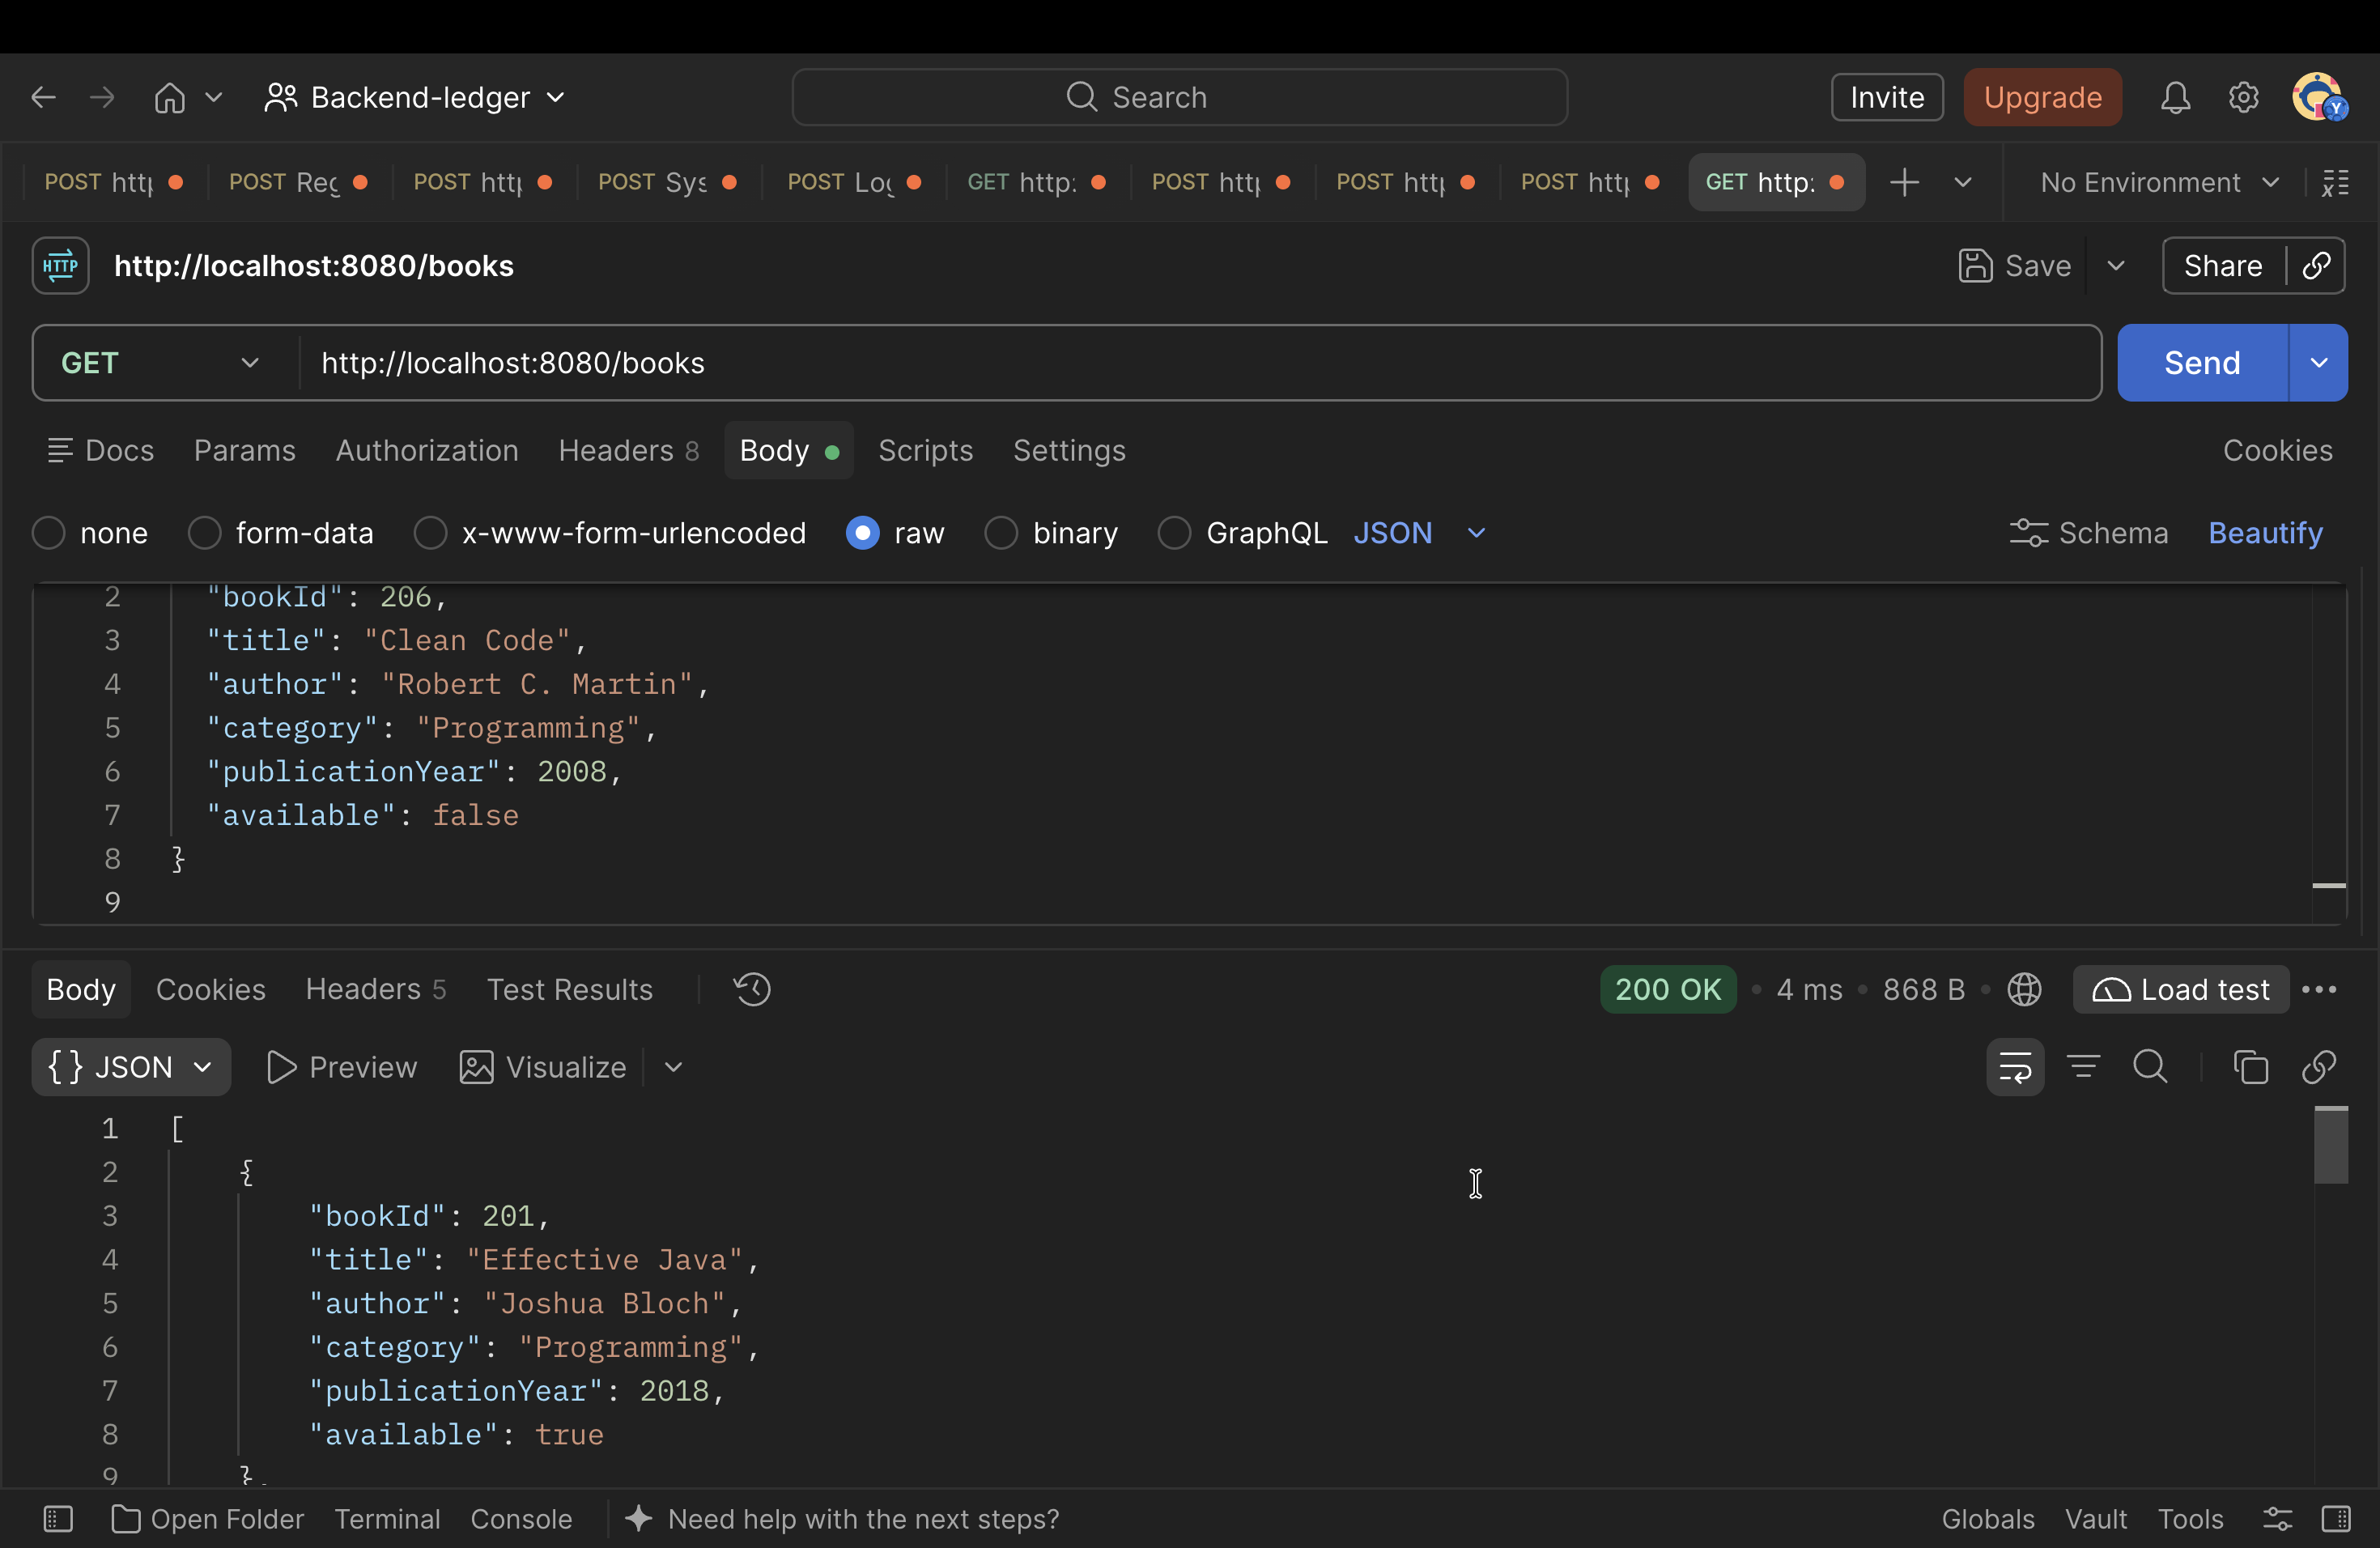 Backend-ledger
Search
Invite
Upgrade
Y
POST
POST
POST
POST
POST
GET http:
POST
POST
POST
GET http:
No Environment
HTTP
http://localhost:8080/books
Save
Share
GET
http://localhost:8080/books
Send
Docs
Params
Authorization
Headers 8
Body
Scripts
Settings
Cookies
none
form-data
x-www-form-urlencoded
raw
binary
GraphQL
JSON
Schema
Beautify
2 "bookId": 206,
3 "title": "Clean Code",
4 "author": "Robert C. Martin",
5 "category": "Programming",
6 "publicationYear": 2008,
7 "available": false
8 }
9
Body
Cookies
Headers 5
Test Results
200 OK
4 ms
868 B
Load test
{} JSON
Preview
Visualize
1 [
2 {
3 "bookId": 201,
4 "title": "Effective Java",
5 "author": "Joshua Bloch",
6 "category": "Programming",
7 "publicationYear": 2018,
8 "available": true
9 },
Open Folder
Terminal
Console
Need help with the next steps?
Globals
Vault
Tools